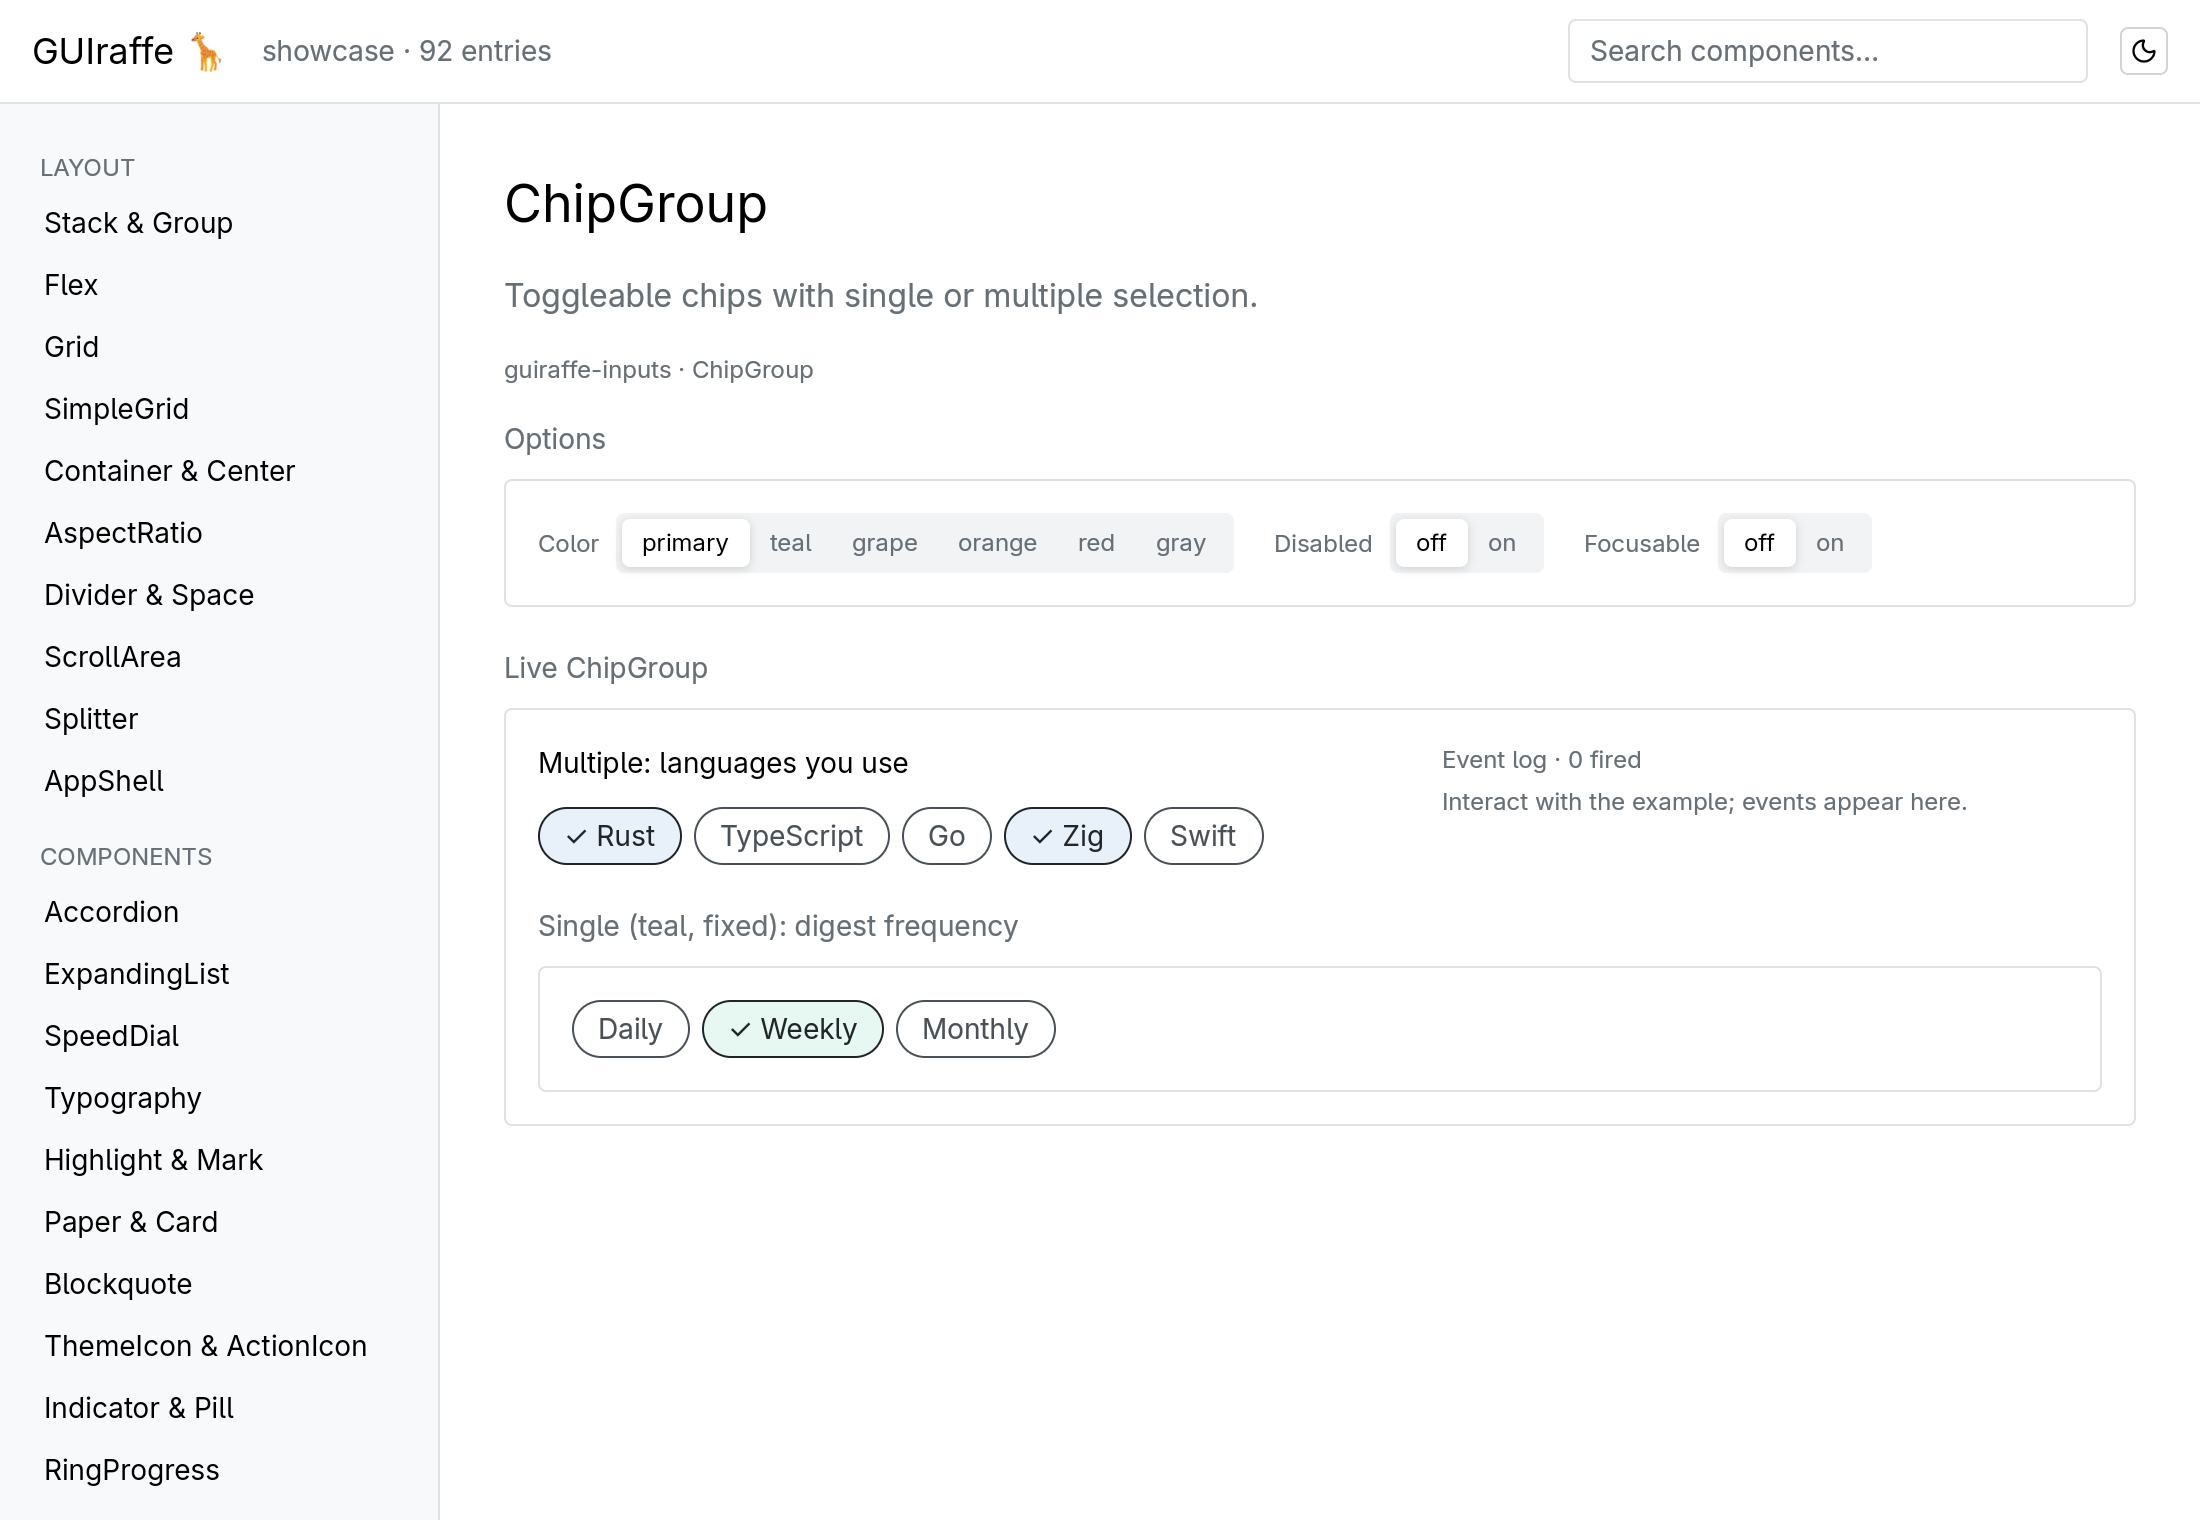 GUIraffe 🦒 showcase · 92 entries
Search components...
LAYOUT
Stack & Group
Flex
Grid
SimpleGrid
Container & Center
AspectRatio
Divider & Space
ScrollArea
Splitter
AppShell
COMPONENTS
Accordion
ExpandingList
SpeedDial
Typography
Highlight & Mark
Paper & Card
Blockquote
ThemeIcon & ActionIcon
Indicator & Pill
RingProgress
ChipGroup
Toggleable chips with single or multiple selection.
guiraffe-inputs · ChipGroup
Options
Color primary teal grape orange red gray Disabled off on Focusable off on
Live ChipGroup
Multiple: languages you use
✓ Rust TypeScript Go ✓ Zig Swift
Event log · 0 fired
Interact with the example; events appear here.
Single (teal, fixed): digest frequency
Daily ✓ Weekly Monthly